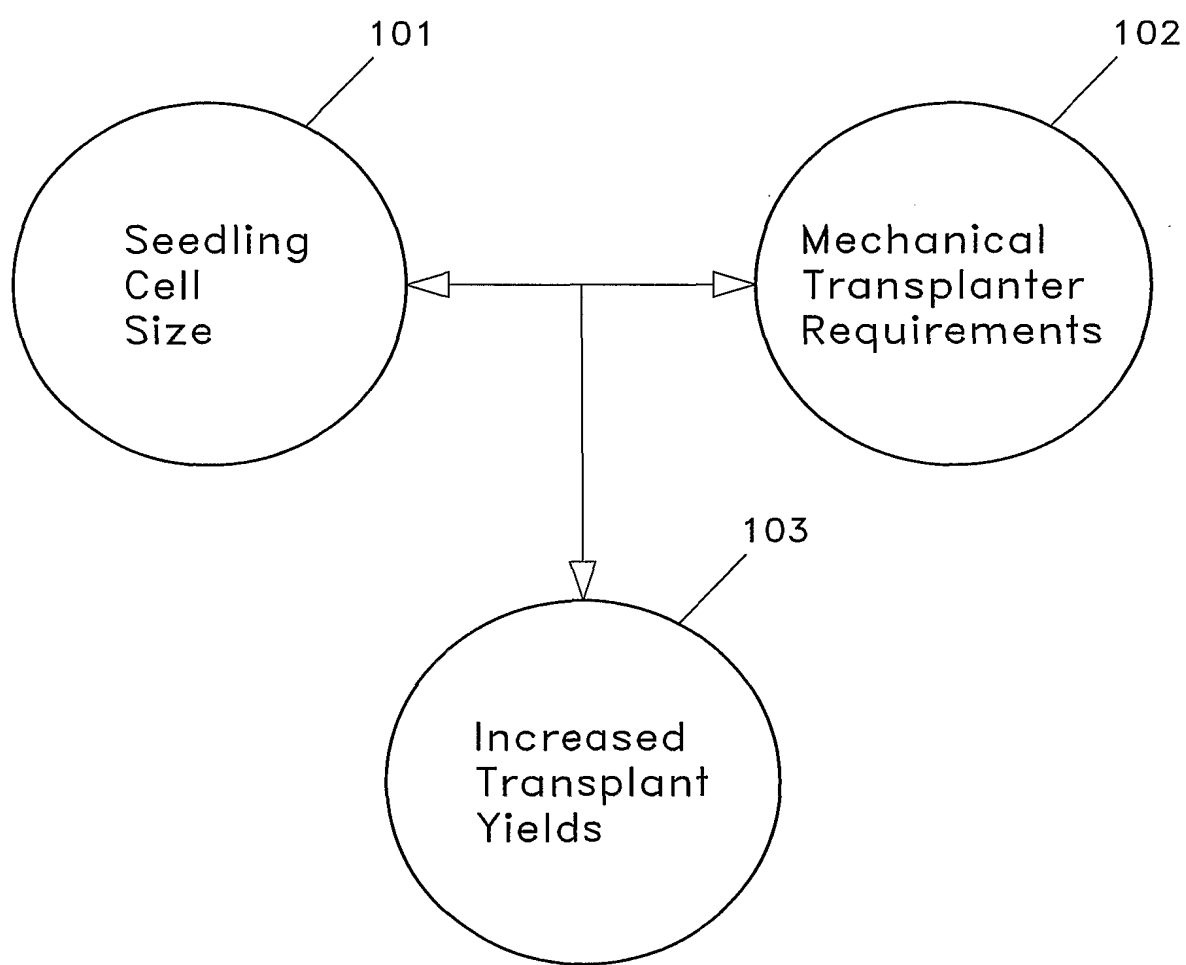 101
102
Seedling
Cell
Size
Mechanical
Transplanter
Requirements
103
Increased
Transplant
Yields